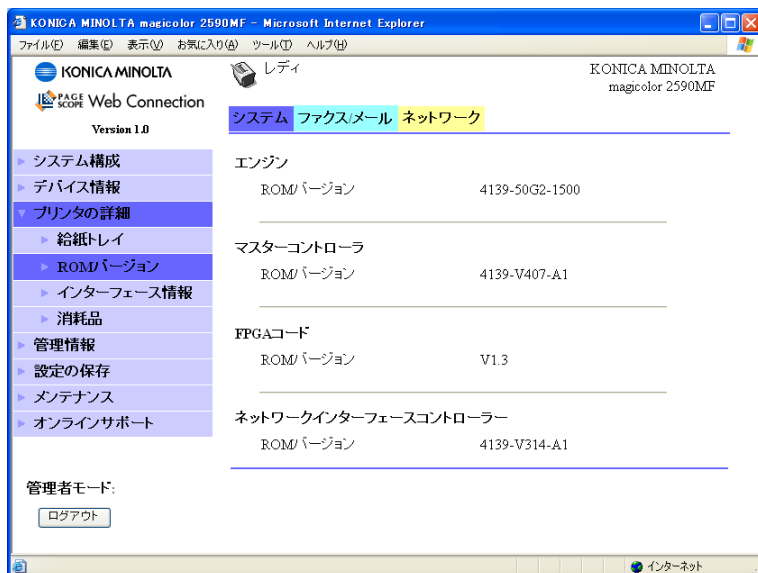 KONICA MINOLTA magicolor 2590MF - Microsoft Internet Explorer
ファイル(F) 編集(E) 表示(V) お気に入り(A) ツール(T) ヘルプ(H)
KONICA MINOLTA
レディ
KONICA MINOLTA
magicolor 2590MF
PAGE SCOPE Web Connection
Version 1.0
システム ファクス/メール ネットワーク
システム構成
デバイス情報
プリンタの詳細
給紙トレイ
ROMバージョン
インターフェース情報
消耗品
管理情報
設定の保存
メンテナンス
オンラインサポート
管理者モード:
ログアウト
エンジン
ROMバージョン 4139-50G2-1500
マスターコントローラ
ROMバージョン 4139-V407-A1
FPGAコード
ROMバージョン V1.3
ネットワークインターフェースコントローラー
ROMバージョン 4139-V314-A1
インターネット